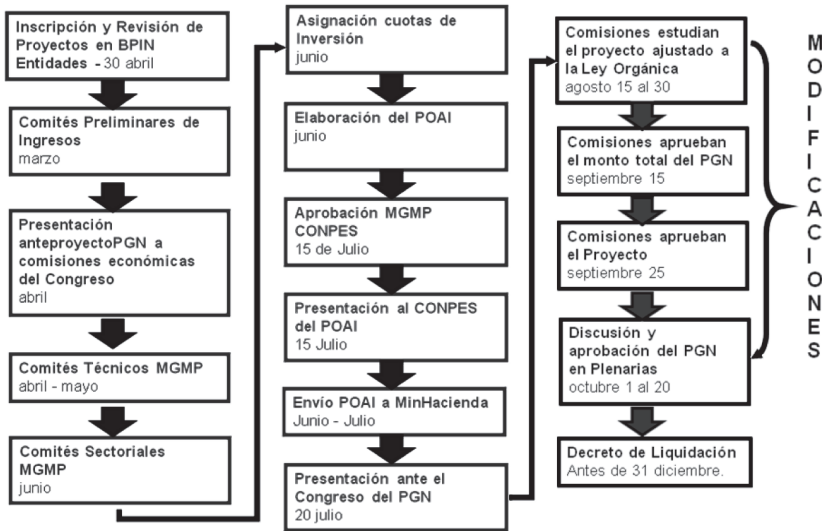 Inscripción y Revisión de
Proyectos en BPIN
Entidades - 30 abril
Comités Preliminares de
Ingresos
marzo
Presentación
anteproyectoPGN a
comisiones económicas
del Congreso
abril
Comités Técnicos MGMP
abril - mayo
Comités Sectoriales
MGMP
junio
Asignación cuotas de
Inversión
junio
Elaboración del POAI
junio
Aprobación MGMP
CONPES
15 de Julio
Presentación al CONPES
del POAI
15 Julio
Envío POAI a MinHacienda
Junio - Julio
Presentación ante el
Congreso del PGN
20 julio
Comisiones estudian
el proyecto ajustado a
la Ley Orgánica
agosto 15 al 30
Comisiones aprueban
el monto total del PGN
septiembre 15
Comisiones aprueban
el Proyecto
septiembre 25
Discusión y
aprobación del PGN
en Plenarias
octubre 1 al 20
Decreto de Liquidación
Antes de 31 diciembre.
MODIFICACIONES